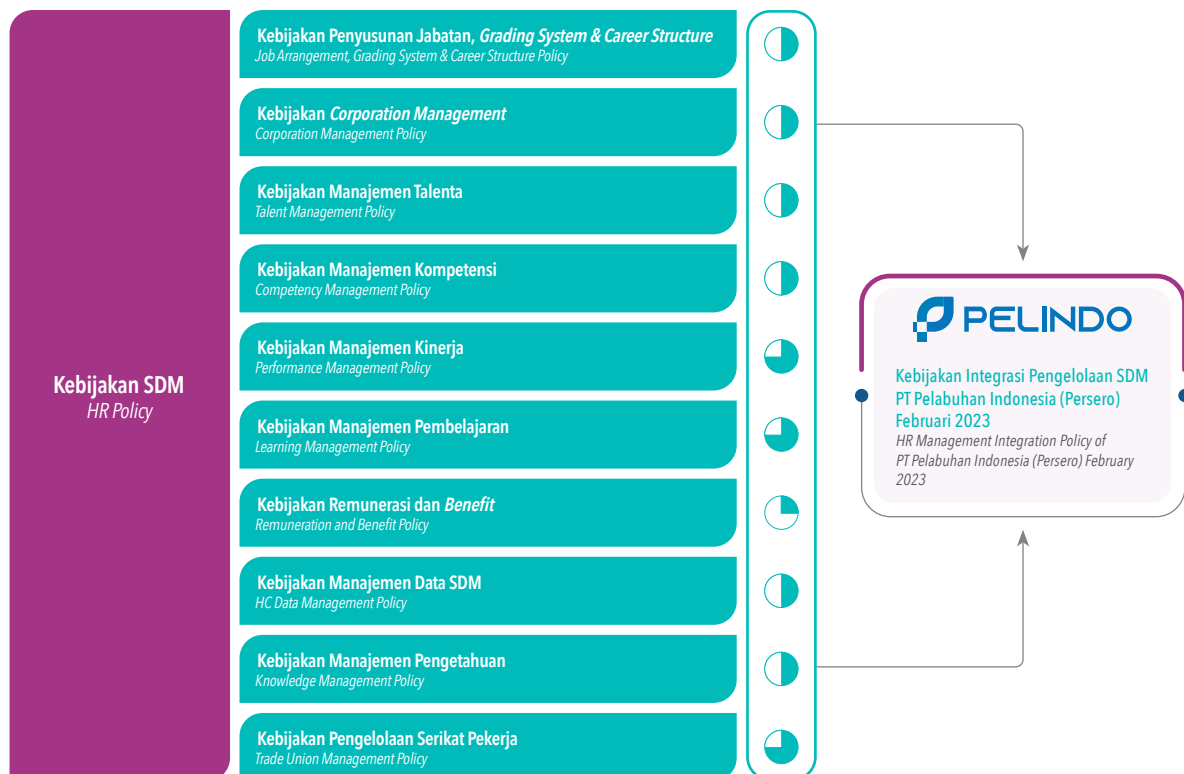 Kebijakan SDM
HR Policy
Kebijakan Penyusunan Jabatan, Grading System & Career Structure
Job Arrangement, Grading System & Career Structure Policy
Kebijakan Corporation Management
Corporation Management Policy
Kebijakan Manajemen Talenta
Talent Management Policy
Kebijakan Manajemen Kompetensi
Competency Management Policy
Kebijakan Manajemen Kinerja
Performance Management Policy
Kebijakan Manajemen Pembelajaran
Learning Management Policy
Kebijakan Remunerasi dan Benefit
Remuneration and Benefit Policy
Kebijakan Manajemen Data SDM
HC Data Management Policy
Kebijakan Manajemen Pengetahuan
Knowledge Management Policy
Kebijakan Pengelolaan Serikat Pekerja
Trade Union Management Policy
PELINDO
Kebijakan Integrasi Pengelolaan SDM
PT Pelabuhan Indonesia (Persero)
Februari 2023
HR Management Integration Policy of
PT Pelabuhan Indonesia (Persero) February
2023